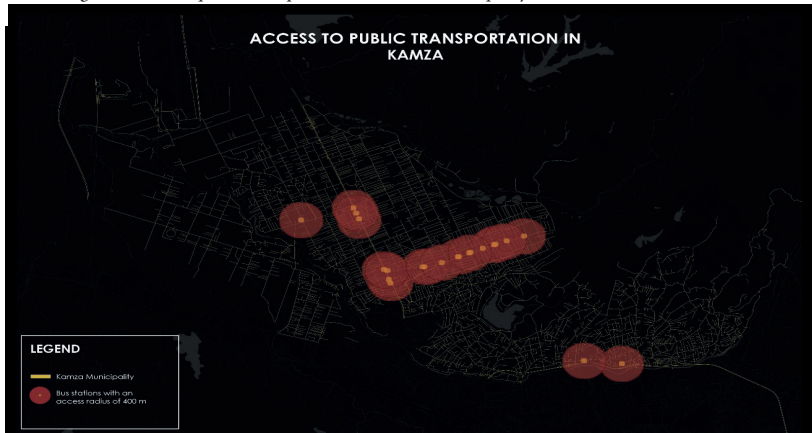 ACCESS TO PUBLIC TRANSPORTATION IN
KAMZA
LEGEND
Kamza Municipality
Bus stations with an
access radius of 400 m